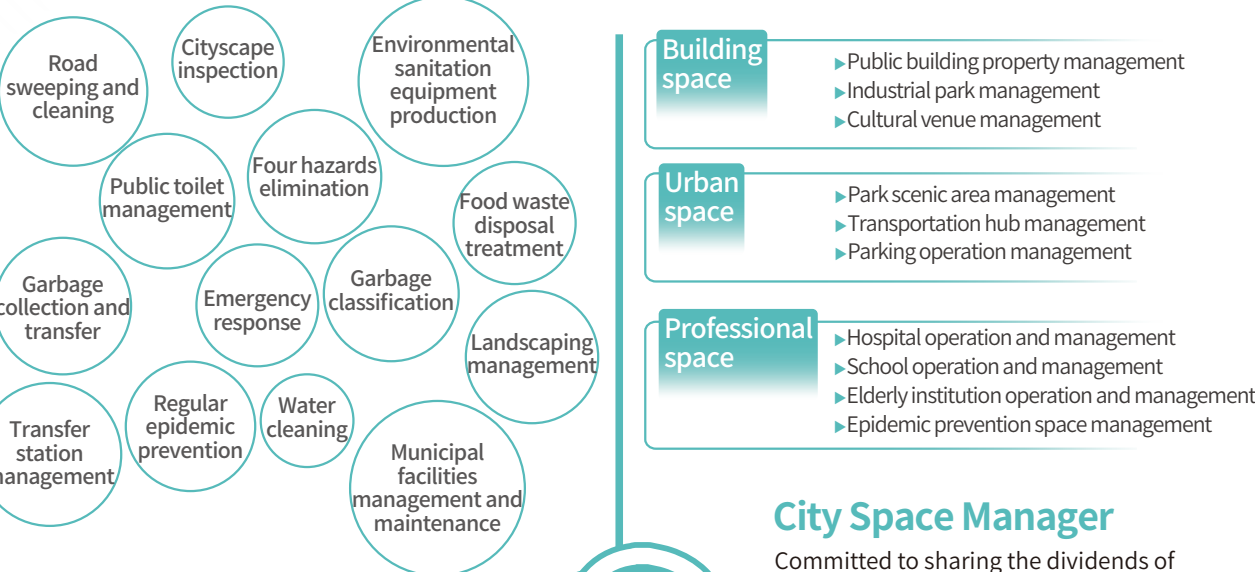 Road
sweeping and
cleaning
Cityscape
inspection
Environmental
sanitation
equipment
production
Public toilet
management
Four hazards
elimination
Food waste
disposal
treatment
Garbage
collection and
transfer
Emergency
response
Garbage
classification
Landscaping
management
Transfer
station
management
Regular
epidemic
prevention
Water
cleaning
Municipal
facilities
management and
maintenance
Building
space
▶Public building property management
▶Industrial park management
▶Cultural venue management
Urban
space
▶Park scenic area management
▶Transportation hub management
▶Parking operation management
Professional
space
▶Hospital operation and management
▶School operation and management
▶Elderly institution operation and management
▶Epidemic prevention space management
City Space Manager
Committed to sharing the dividends of